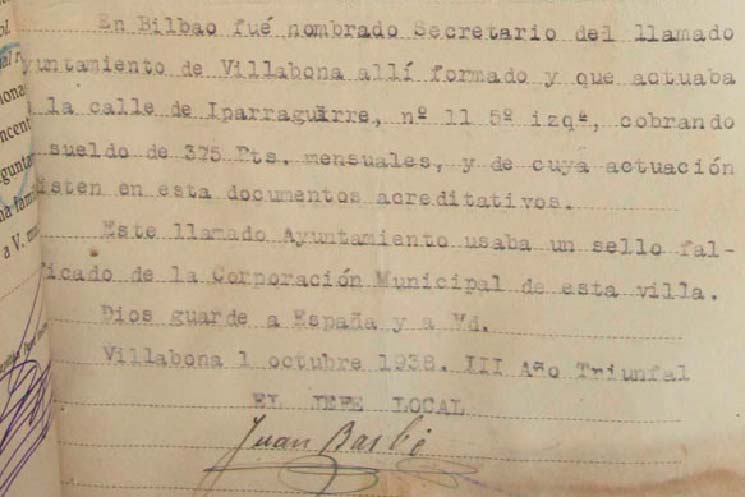 En Bilbao fué nombrado Secretario del llamado
yuntamiento de Villabona allí formado y que actuaba
la calle de Iparraguirre, nº 11 5º izqª, cobrando
sueldo de 375 Pts. mensuales, y de cuya actuación
isten en esta documentos acreditativos.
Este llamado Ayuntamiento usaba un sello fal-
ficado de la Corporación Municipal de esta villa.
Dios guarde a España y a Vd.
Villabona 1 octubre 1938. III Año Triunfal
EL JEFE LOCAL
Juan
a V.